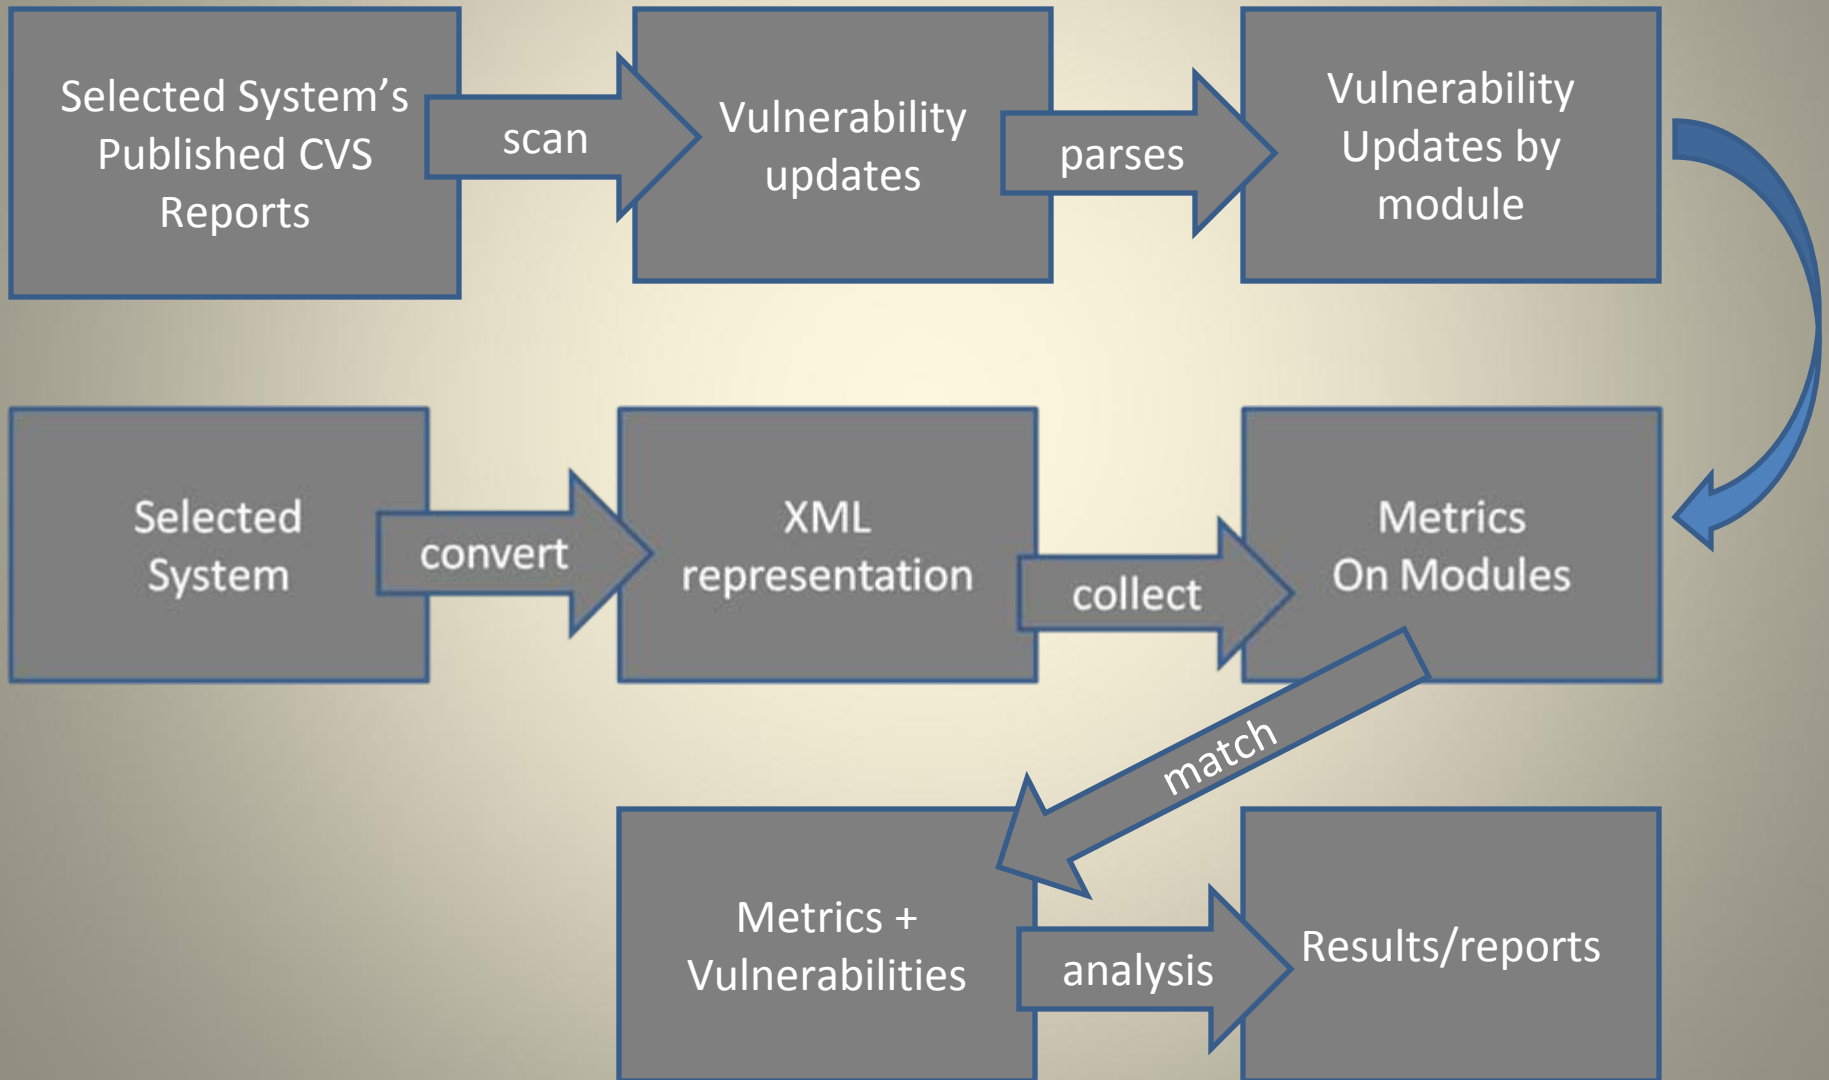 Selected System’s
Published CVS
Reports
scan
Vulnerability
updates
parses
Vulnerability
Updates by
module
Selected
System
convert
XML
representation
collect
Metrics
On Modules
match
Metrics +
Vulnerabilities
analysis
Results/reports